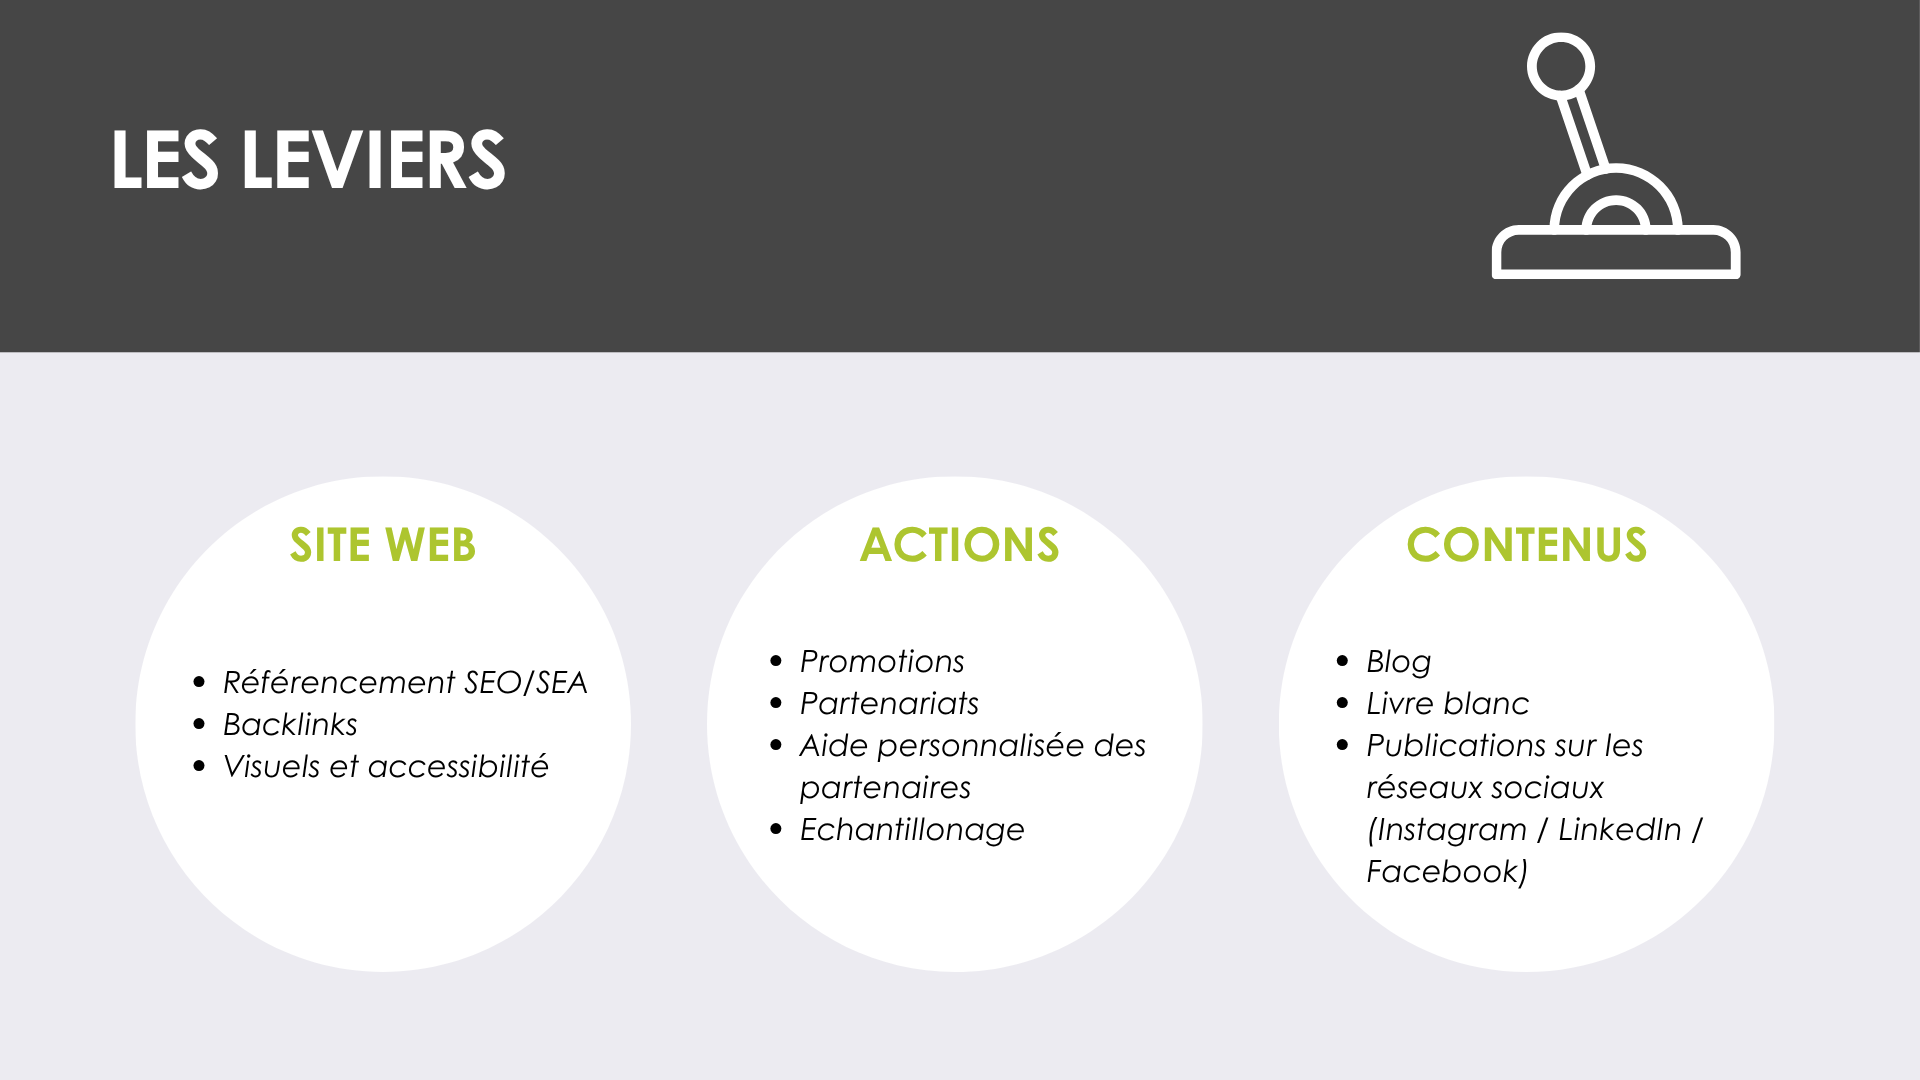 LES LEVIERS
SITE WEB
• Référencement SEO/SEA
• Backlinks
• Visuels et accessibilité
ACTIONS
• Promotions
• Partenariats
• Aide personnalisée des
partenaires
• Echantillonage
CONTENUS
• Blog
• Livre blanc
• Publications sur les
réseaux sociaux
(Instagram / LinkedIn /
Facebook)